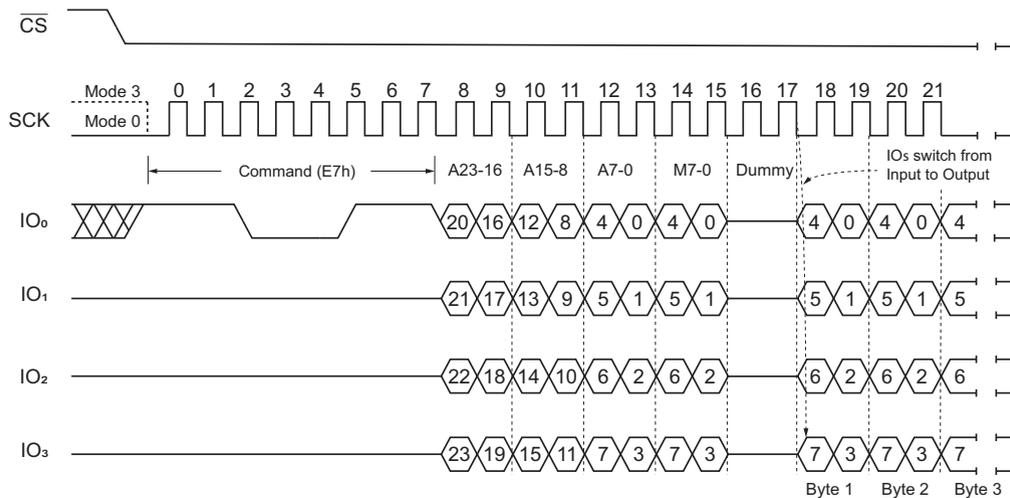 CS
Mode 3
0 1 2 3 4 5 6 7 8 9 10 11 12 13 14 15 16 17 18 19 20 21
SCK
Mode 0
Command (E7h) A23-16 A15-8 A7-0 M7-0 Dummy
IOs switch from
Input to Output
IO₀ 20 16 12 8 4 0 4 0 4 0 4 0 4
IO₁ 21 17 13 9 5 1 5 1 5 1 5 1 5
IO₂ 22 18 14 10 6 2 6 2 6 2 6 2 6
IO₃ 23 19 15 11 7 3 7 3 7 3 7 3 7
Byte 1 Byte 2 Byte 3